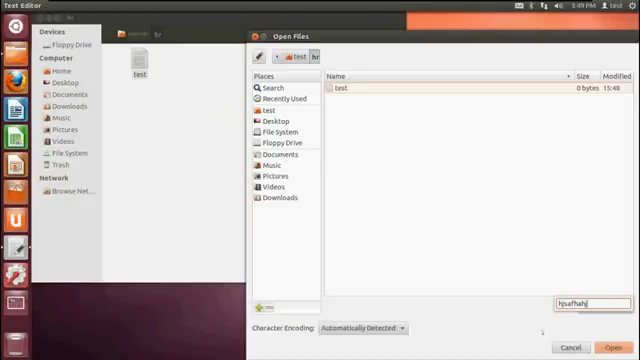 Text Editor
3:49 PM
test
hr
Devices
Floppy Drive
Computer
Home
Desktop
Documents
Downloads
Music
Pictures
Videos
File System
Trash
Network
Browse Net...
hr
test
Open Files
test
hr
Places
Search
Recently Used
test
Desktop
File System
Floppy Drive
Documents
Music
Pictures
Videos
Downloads
Name
Size
Modified
test
0 bytes
15:48
hjsafhahj
Character Encoding:
Automatically Detected
Cancel
Open